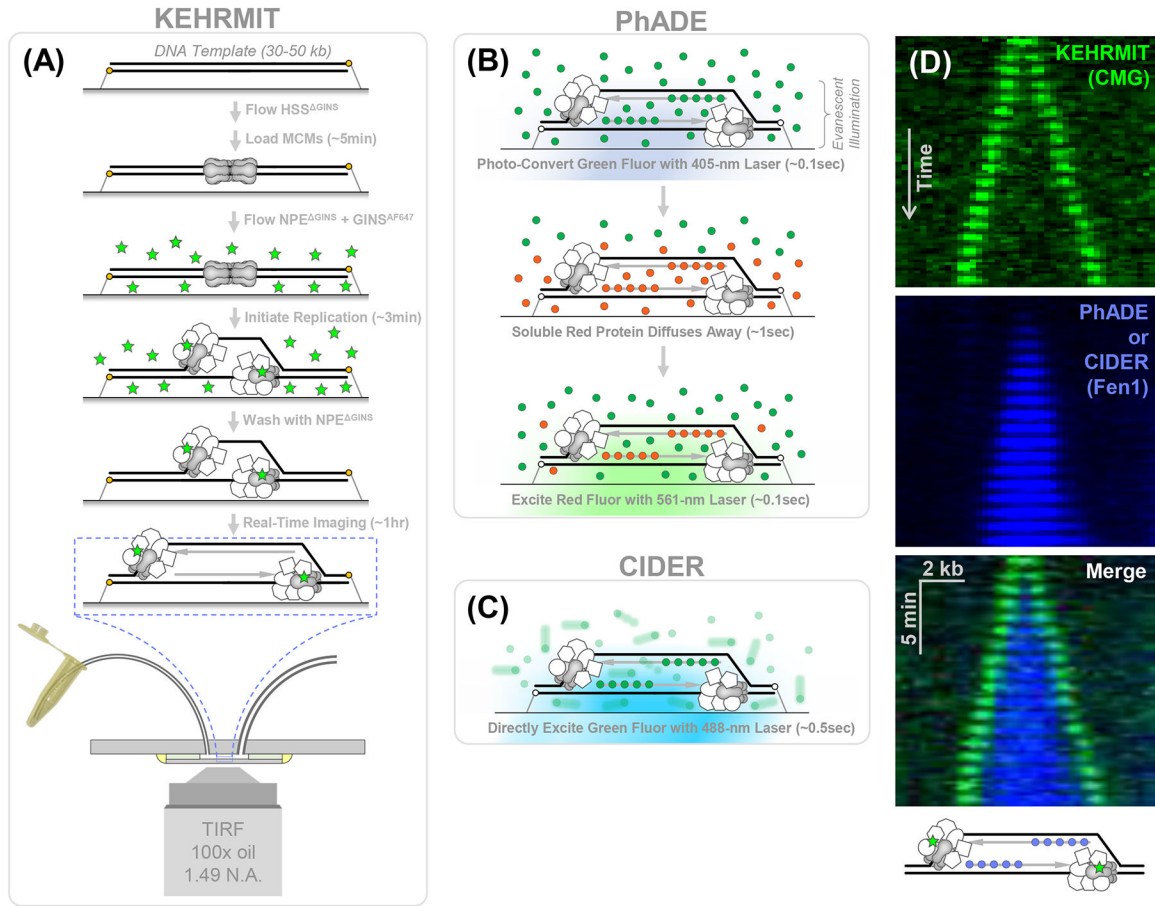 KEHRMIT
(A)
DNA Template (30-50 kb)
Flow HSSΔGINS
Load MCMs (~5min)
Flow NPEΔGINS + GINSAF647
Initiate Replication (~3min)
Wash with NPEΔGINS
Real-Time Imaging (~1hr)
TIRF
100x oil
1.49 N.A.
PhADE
(B)
Evanescent
Illumination
Photo-Convert Green Fluor with 405-nm Laser (~0.1sec)
Soluble Red Protein Diffuses Away (~1sec)
Excite Red Fluor with 561-nm Laser (~0.1sec)
CIDER
(C)
Directly Excite Green Fluor with 488-nm Laser (~0.5sec)
(D)
KEHRMIT
(CMG)
Time
PhADE
or
CIDER
(Fen1)
Merge
2 kb
5 min